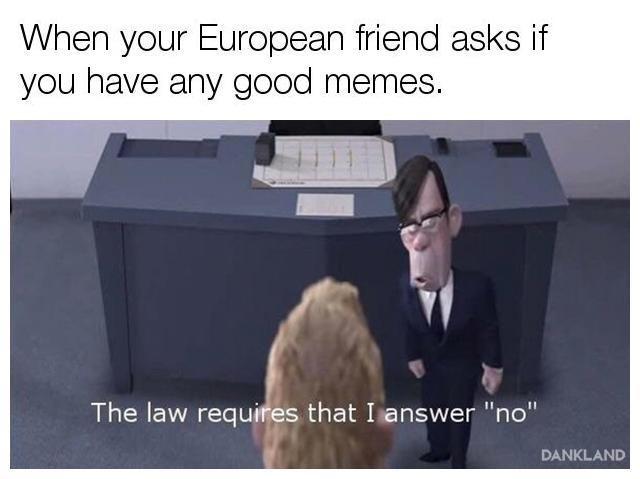 When your European friend asks if
you have any good memes.
The law requires that I answer "no"
DANKLAND